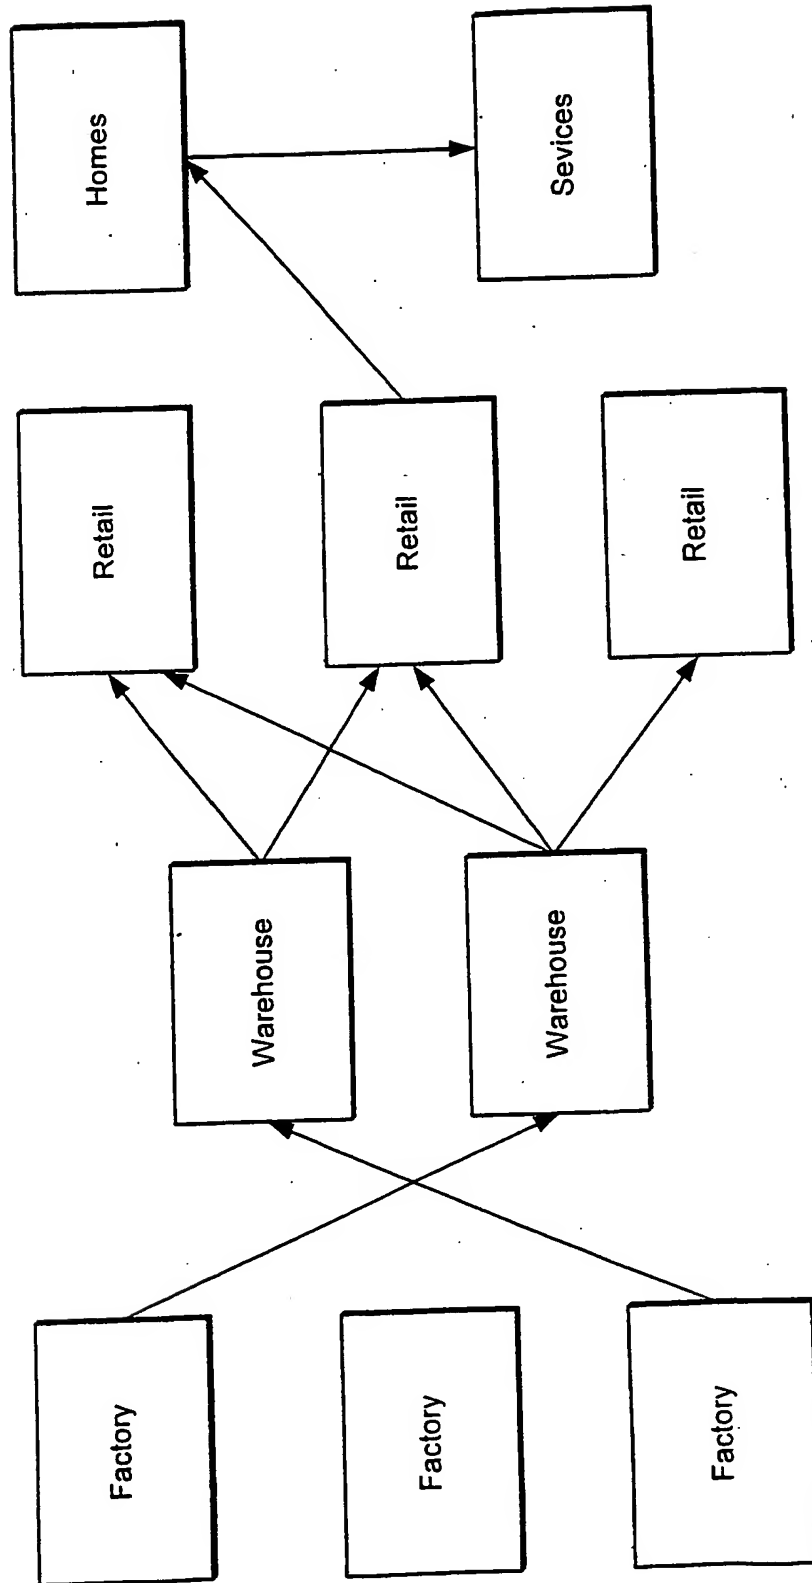 Factory
Factory
Factory
Warehouse
Warehouse
Retail
Retail
Retail
Homes
Sevices